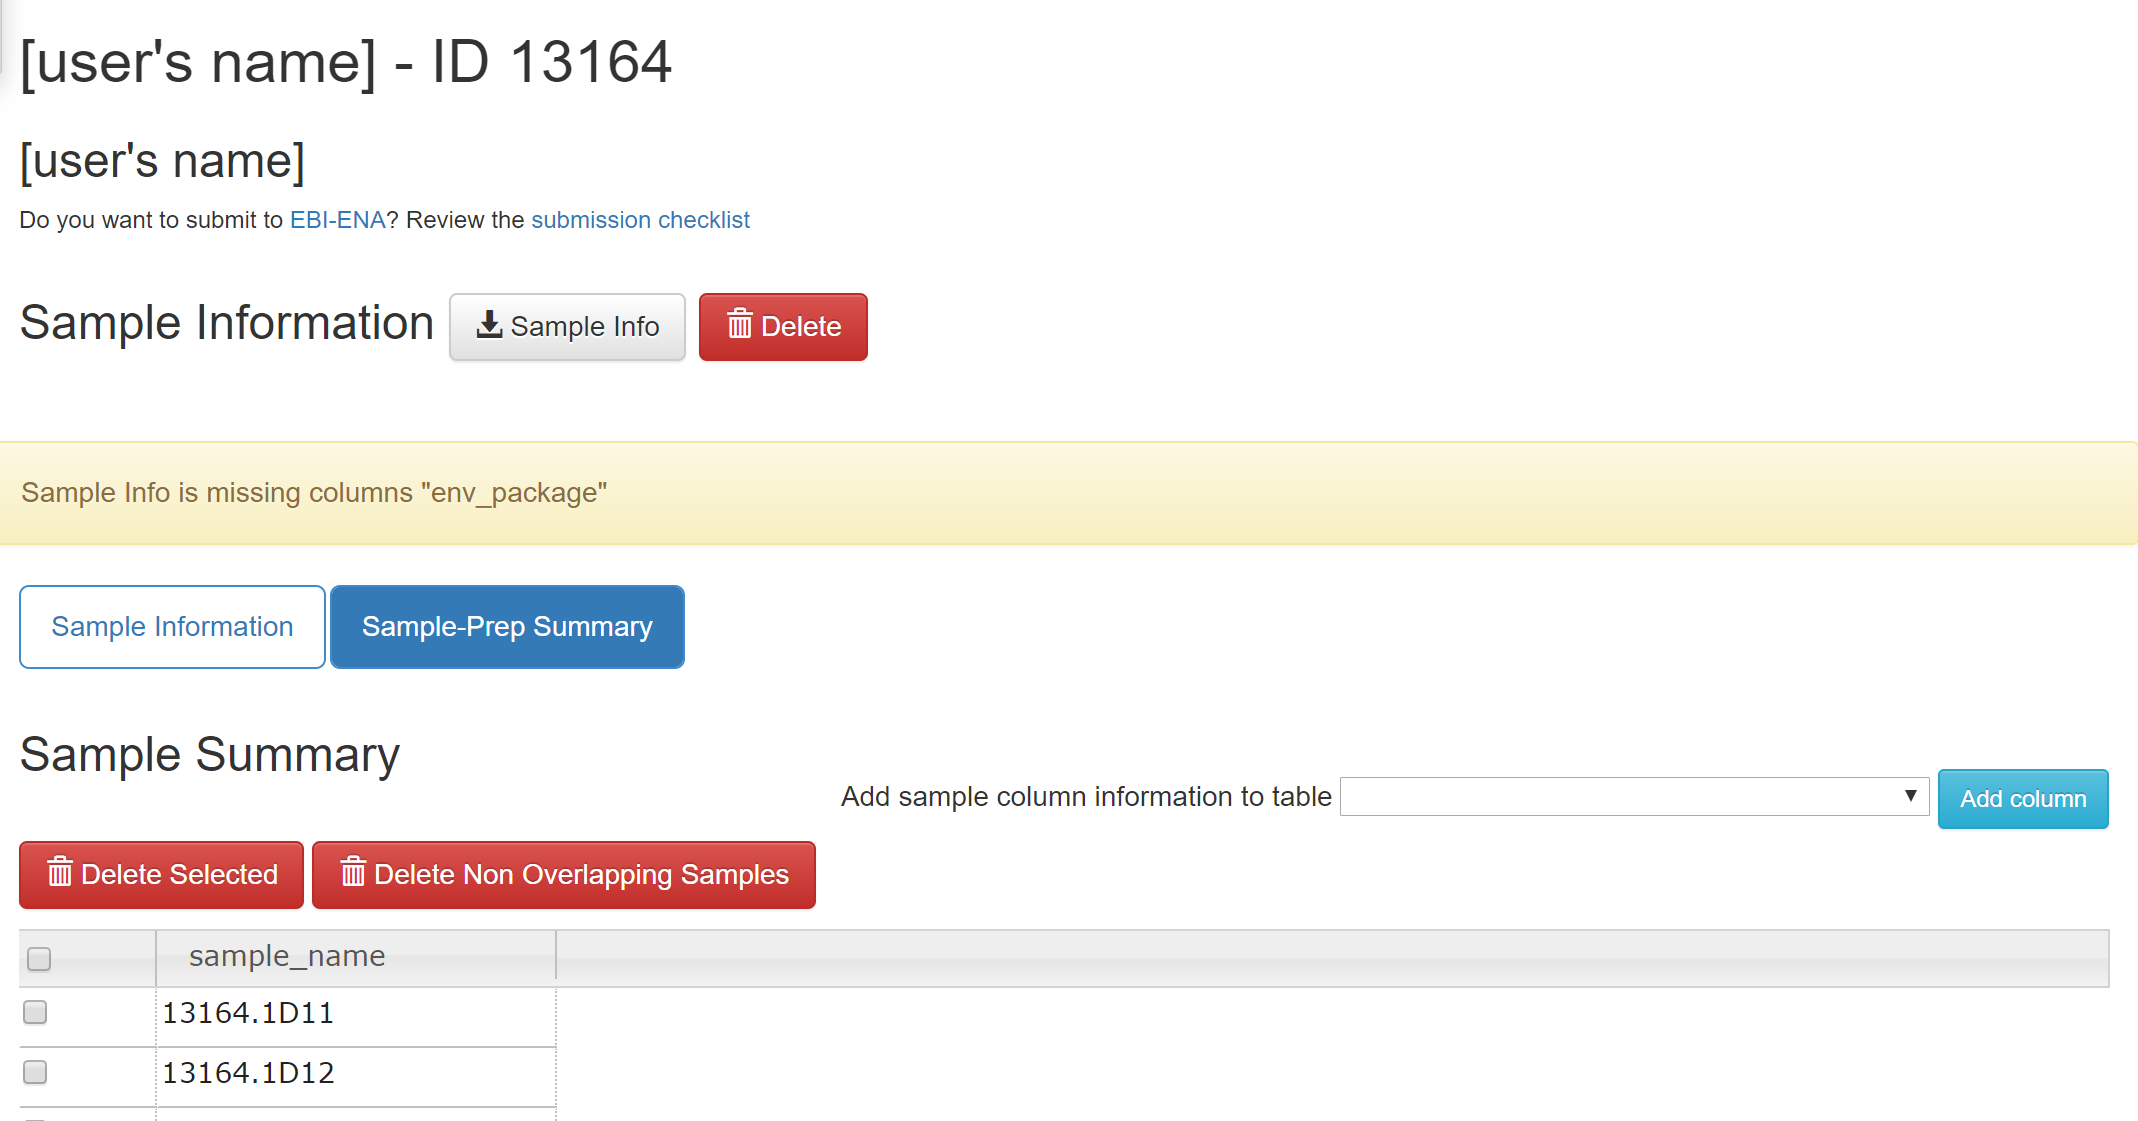 [user's name] - ID 13164
[user's name]
Do you want to submit to EBI-ENA? Review the submission checklist
Sample Information
Sample Info
Delete
Sample Info is missing columns "env_package"
Sample Information
Sample-Prep Summary
Sample Summary
Add sample column information to table
Add column
Delete Selected
Delete Non Overlapping Samples
sample_name
13164.1D11
13164.1D12